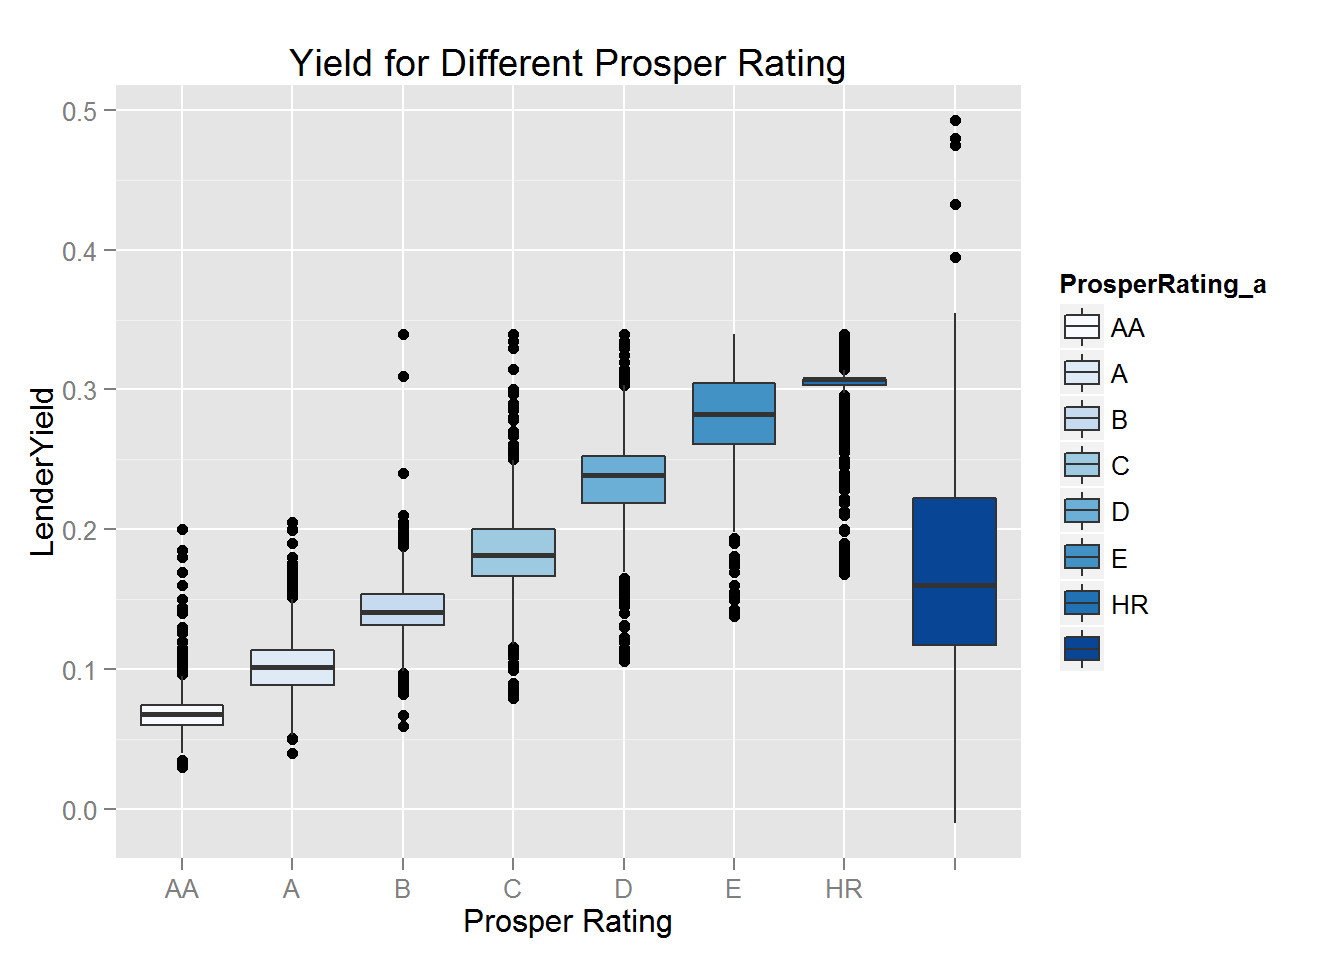 Yield for Different Prosper Rating
LenderYield
0.5
0.4
0.3
0.2
0.1
0.0
AA A B C D E HR
Prosper Rating
ProsperRating_a
AA
A
B
C
D
E
HR